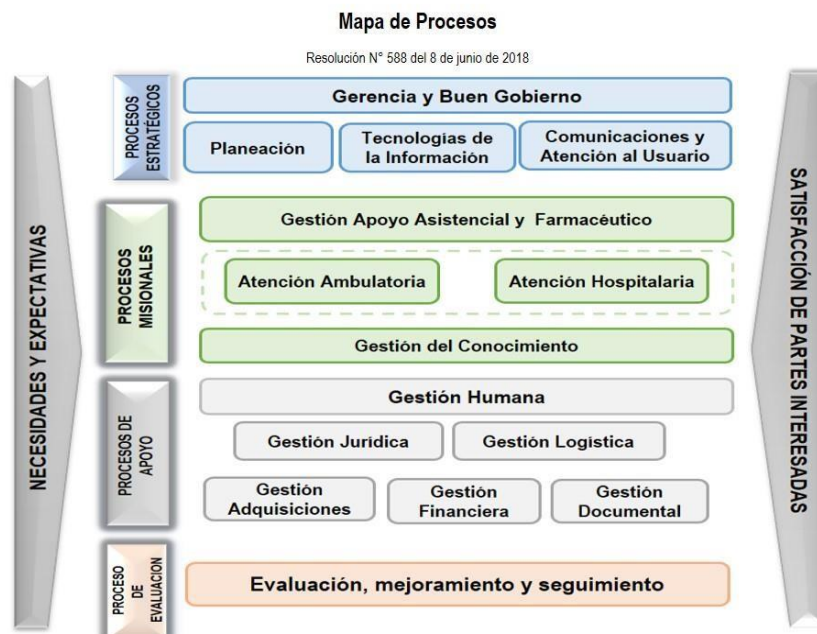 Mapa de Procesos
Resolución N° 588 del 8 de junio de 2018
NECESIDADES Y EXPECTATIVAS
PROCESOS
ESTRATÉGICOS
Gerencia y Buen Gobierno
Planeación
Tecnologías de
la Información
Comunicaciones y
Atención al Usuario
PROCESOS
MISIONALES
Gestión Apoyo Asistencial y Farmacéutico
Atención Ambulatoria
Atención Hospitalaria
Gestión del Conocimiento
PROCESOS DE
APOYO
Gestión Humana
Gestión Jurídica
Gestión Logística
Gestión
Adquisiciones
Gestión
Financiera
Gestión
Documental
PROCESO
DE
EVALUACION
Evaluación, mejoramiento y seguimiento
SATISFACCIÓN DE PARTES INTERESADAS